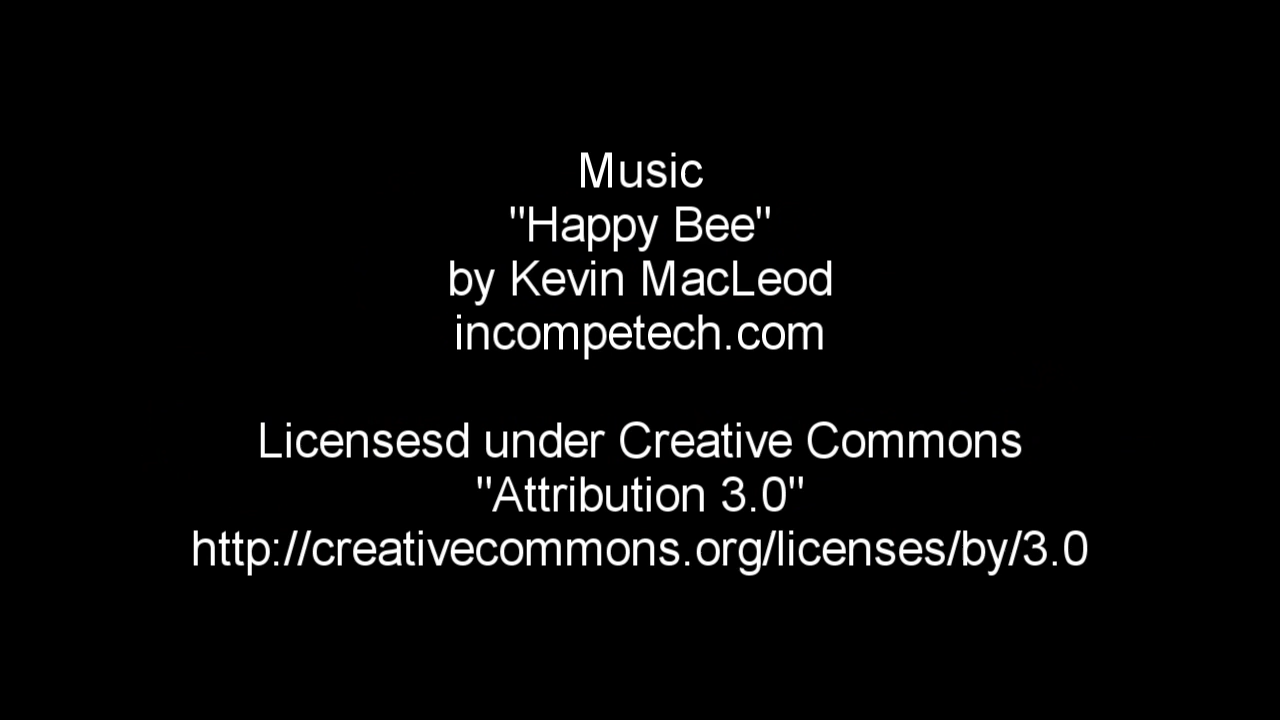 Music
"Happy Bee"
by Kevin MacLeod
incompetech.com
Licensesd under Creative Commons
"Attribution 3.0"
http://creativecommons.org/licenses/by/3.0